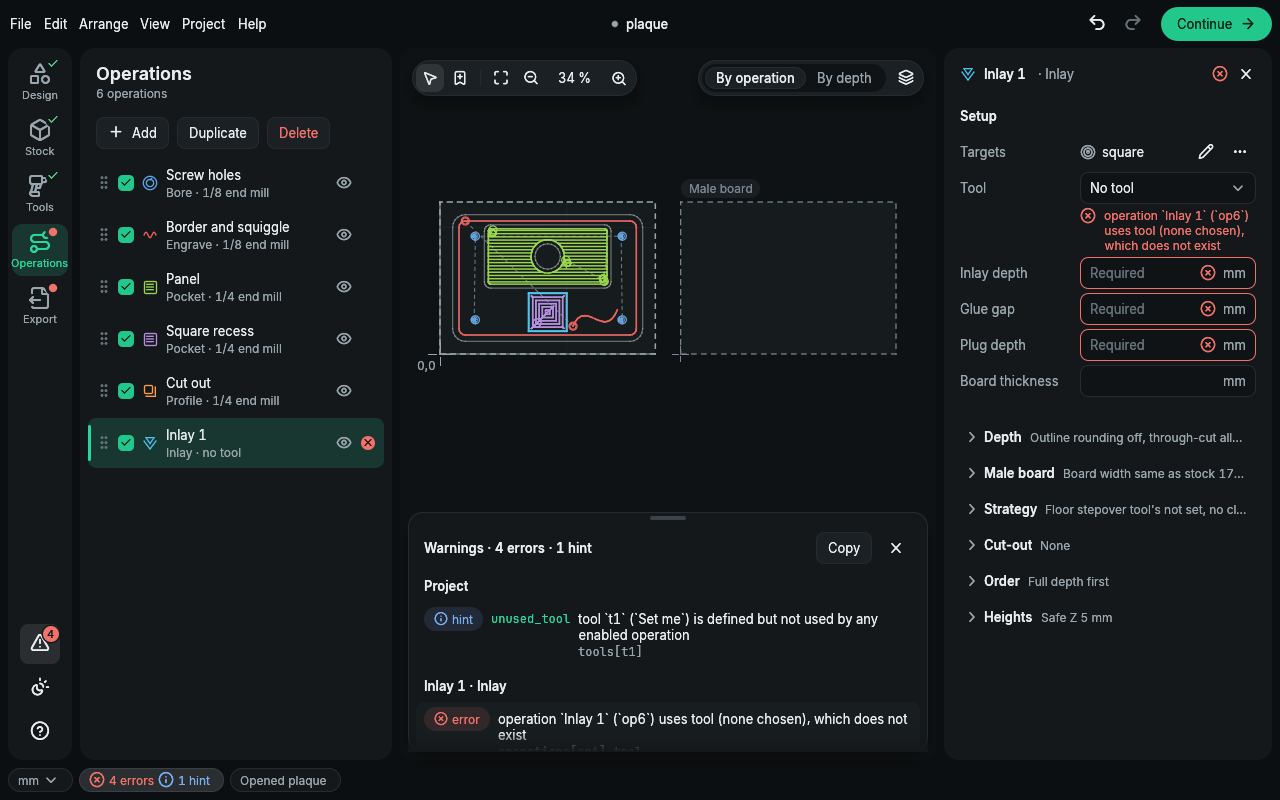 File Edit Arrange View Project Help
plaque
Continue
Design
Stock
Tools
Operations
Export
4
Operations
6 operations
Add
Duplicate
Delete
Screw holes
Bore · 1/8 end mill
Border and squiggle
Engrave · 1/8 end mill
Panel
Pocket · 1/4 end mill
Square recess
Pocket · 1/4 end mill
Cut out
Profile · 1/4 end mill
Inlay 1
Inlay · no tool
34 %
By operation
By depth
Male board
0,0
Warnings · 4 errors · 1 hint
Copy
Project
hint
unused_tool
tool `t1` (`Set me`) is defined but not used by any
enabled operation
tools[t1]
Inlay 1 · Inlay
error
operation `Inlay 1` (`op6`) uses tool (none chosen), which does not
exist
Inlay 1 · Inlay
Setup
Targets
square
Tool
No tool
operation `Inlay 1` (`op6`)
uses tool (none chosen),
which does not exist
Inlay depth
Required
mm
Glue gap
Required
mm
Plug depth
Required
mm
Board thickness
mm
Depth Outline rounding off, through-cut all...
Male board Board width same as stock 17...
Strategy Floor stepover tool's not set, no cl...
Cut-out None
Order Full depth first
Heights Safe Z 5 mm
mm
4 errors
1 hint
Opened plaque